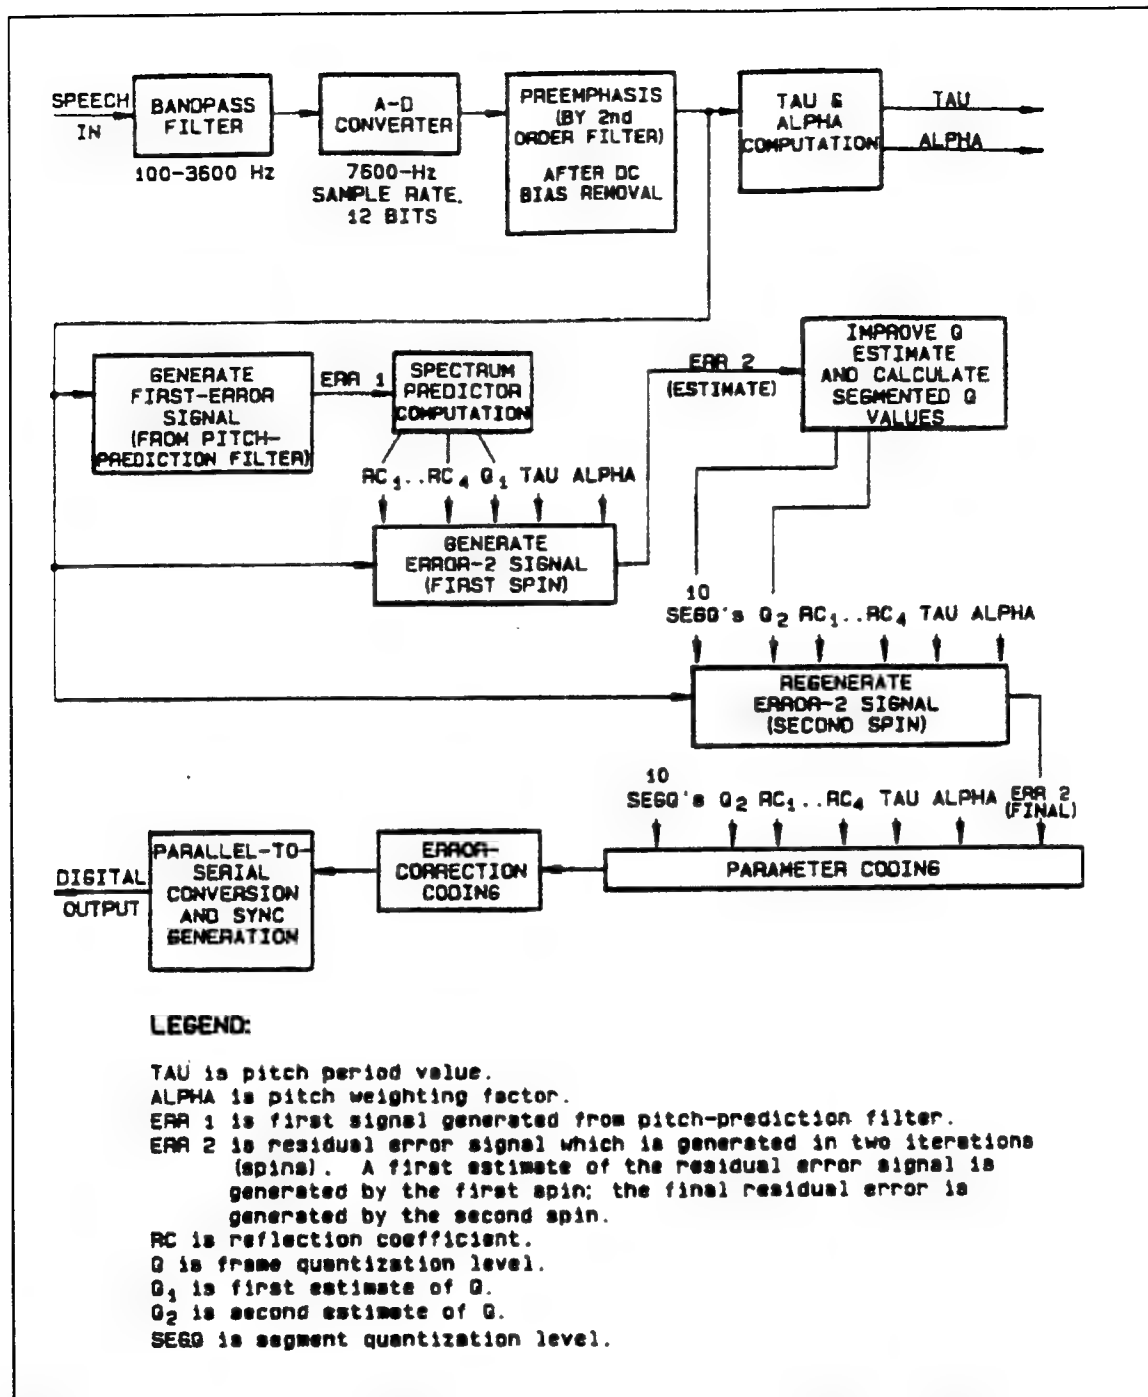 SPEECH
IN
BANDPASS
FILTER
100-3600 Hz
A-D
CONVERTER
7600-Hz
SAMPLE RATE,
12 BITS
PREEMPHASIS
(BY 2nd
ORDER FILTER)
AFTER DC
BIAS REMOVAL
TAU &
ALPHA
COMPUTATION
TAU
ALPHA
GENERATE
FIRST-ERROR
SIGNAL
(FROM PITCH-
PREDICTION FILTER)
ERR 1
SPECTRUM
PREDICTOR
COMPUTATION
ERR 2
(ESTIMATE)
IMPROVE Q
ESTIMATE
AND CALCULATE
SEGMENTED Q
VALUES
RC₁..RC₄ Q₁ TAU ALPHA
GENERATE
ERROR-2 SIGNAL
(FIRST SPIN)
10
SEGQ's Q₂ RC₁..RC₄ TAU ALPHA
REGENERATE
ERROR-2 SIGNAL
(SECOND SPIN)
10
SEGQ's Q₂ RC₁..RC₄ TAU ALPHA ERR 2
(FINAL)
PARAMETER CODING
ERROR-
CORRECTION
CODING
PARALLEL-TO-
SERIAL
CONVERSION
AND SYNC
GENERATION
DIGITAL
OUTPUT
LEGEND:
TAU is pitch period value.
ALPHA is pitch weighting factor.
ERR 1 is first signal generated from pitch-prediction filter.
ERR 2 is residual error signal which is generated in two iterations
(spins). A first estimate of the residual error signal is
generated by the first spin; the final residual error is
generated by the second spin.
RC is reflection coefficient.
Q is frame quantization level.
Q₁ is first estimate of Q.
Q₂ is second estimate of Q.
SEGQ is segment quantization level.